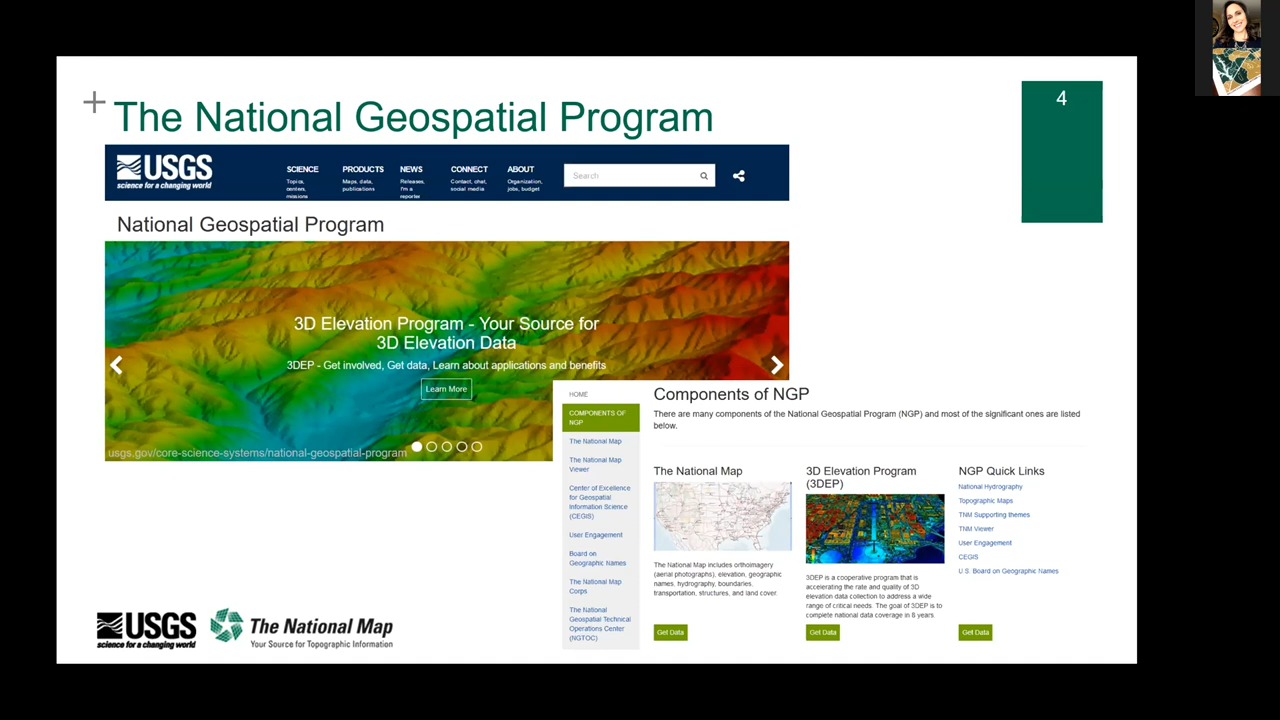 + The National Geospatial Program
4
USGS
science for a changing world
SCIENCE
Topics,
centers,
missions
PRODUCTS
Maps, data,
publications
NEWS
Releases,
I'm a
reporter
CONNECT
Contact, chat,
social media
ABOUT
Organization,
jobs, budget
Search
National Geospatial Program
3D Elevation Program - Your Source for
3D Elevation Data
3DEP - Get involved, Get data, Learn about applications and benefits
Learn More
usgs.gov/core-science-systems/national-geospatial-program
HOME
COMPONENTS OF
NGP
The National Map
The National Map
Viewer
Center of Excellence
for Geospatial
Information Science
(CEGIS)
User Engagement
Board on
Geographic Names
The National Map
Corps
The National
Geospatial Technical
Operations Center
(NGTOC)
Components of NGP
There are many components of the National Geospatial Program (NGP) and most of the significant ones are listed
below.
The National Map
The National Map includes orthoimagery
(aerial photographs), elevation, geographic
names, hydrography, boundaries,
transportation, structures, and land cover.
Get Data
3D Elevation Program
(3DEP)
3DEP is a cooperative program that is
accelerating the rate and quality of 3D
elevation data collection to address a wide
range of critical needs. The goal of 3DEP is to
complete national data coverage in 8 years.
Get Data
NGP Quick Links
National Hydrography
Topographic Maps
TNM Supporting themes
TNM Viewer
User Engagement
CEGIS
U.S. Board on Geographic Names
Get Data
USGS
science for a changing world
The National Map
Your Source for Topographic Information